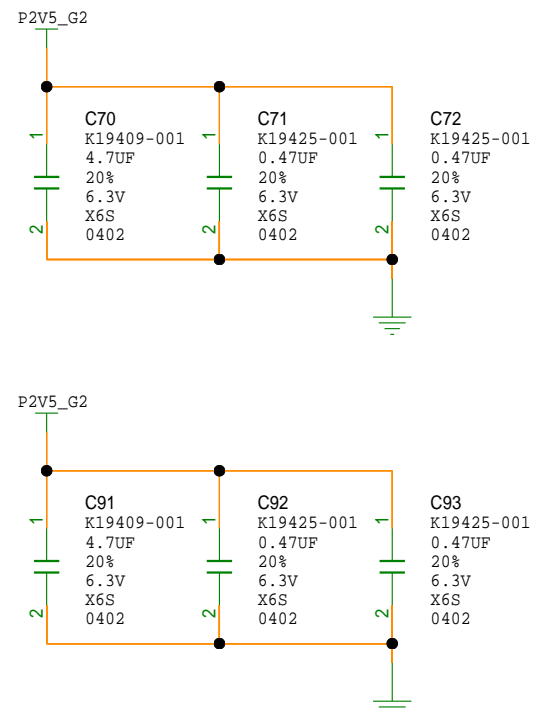 P2V5_G2
C70
K19409-001
4.7UF
20%
6.3V
X6S
0402
1
2
C71
K19425-001
0.47UF
20%
6.3V
X6S
0402
1
2
C72
K19425-001
0.47UF
20%
6.3V
X6S
0402
1
2
P2V5_G2
C91
K19409-001
4.7UF
20%
6.3V
X6S
0402
1
2
C92
K19425-001
0.47UF
20%
6.3V
X6S
0402
1
2
C93
K19425-001
0.47UF
20%
6.3V
X6S
0402
1
2